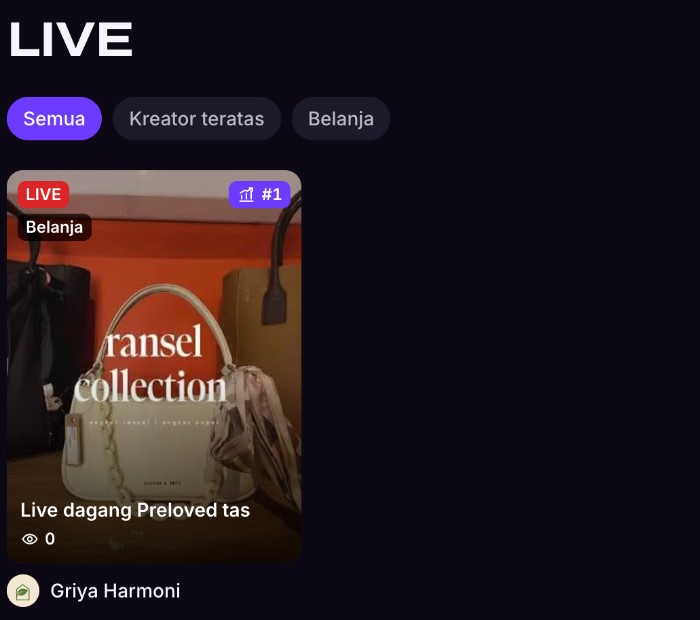 LIVE
Semua
Kreator teratas
Belanja
LIVE
#1
Belanja
ransel
collection
Live dagang Preloved tas
0
Griya Harmoni